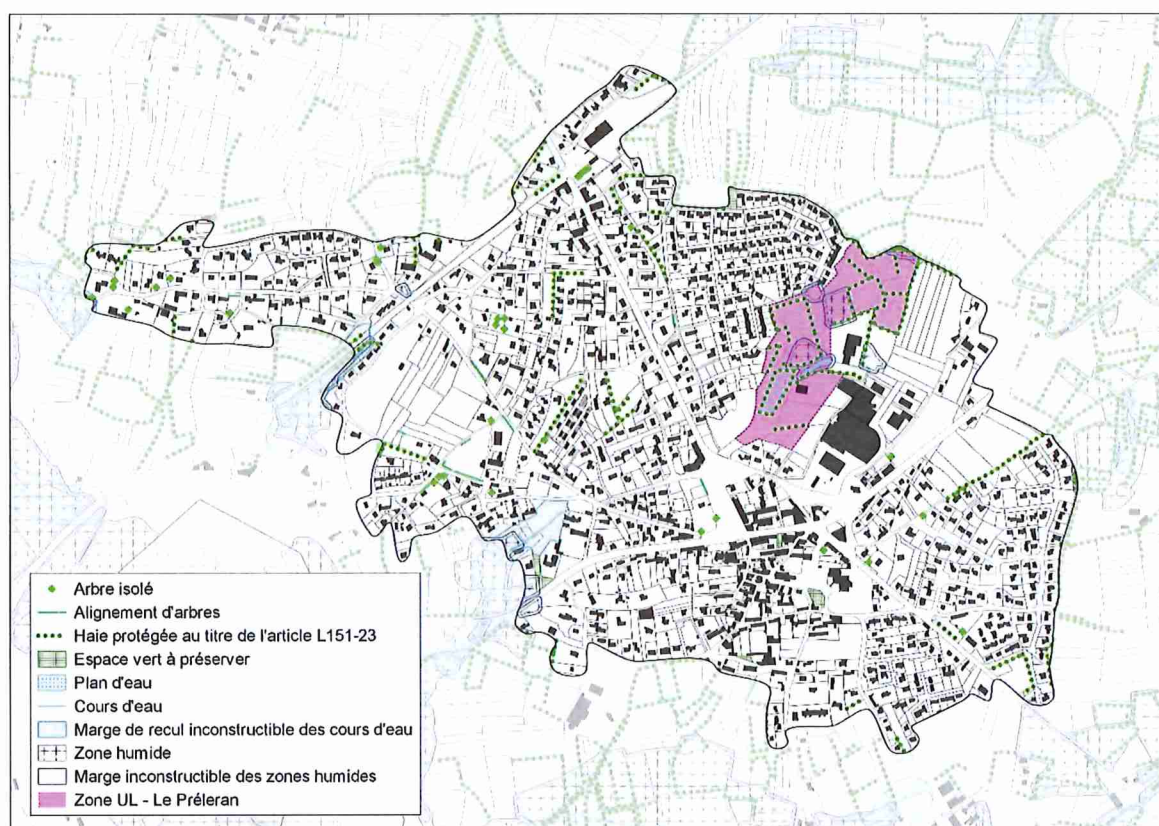 Arbre isolé
Alignement d'arbres
Haie protégée au titre de l'article L151-23
Espace vert à préserver
Plan d'eau
Cours d'eau
Marge de recul inconstructible des cours d'eau
Zone humide
Marge inconstructible des zones humides
Zone UL - Le Préleran